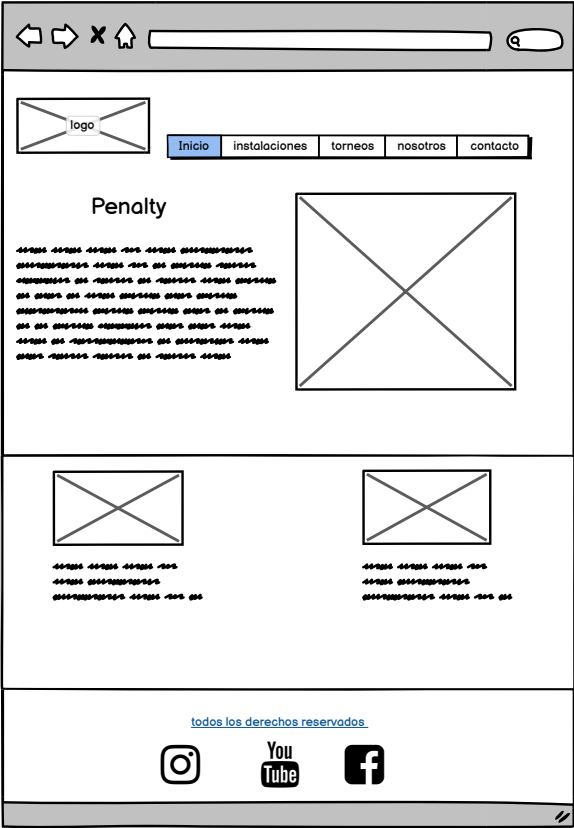 logo
Inicio instalaciones torneos nosotros contacto
Penalty
todos los derechos reservados
You
Tube